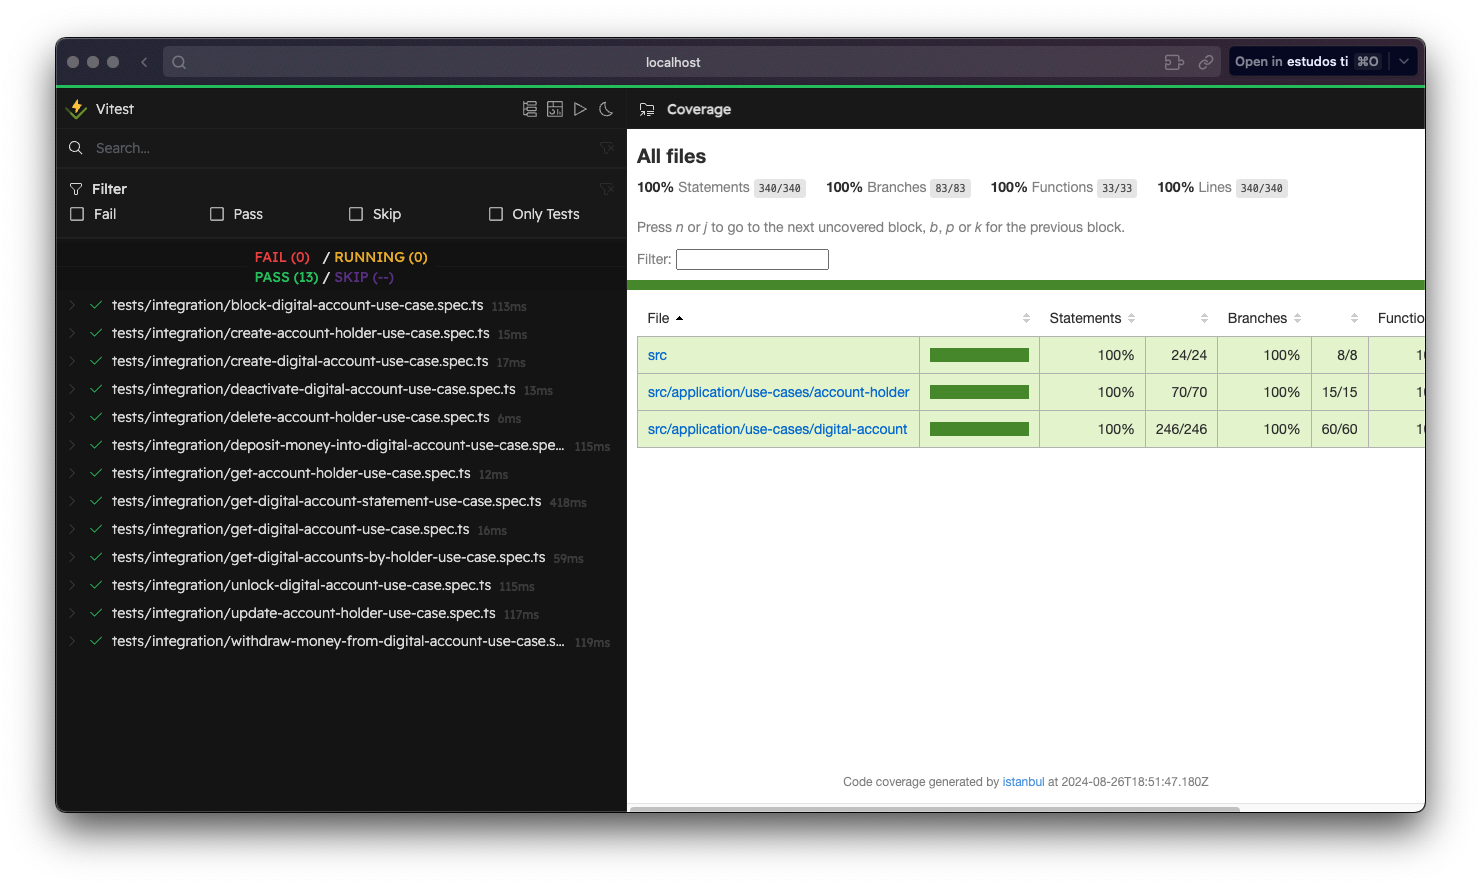 localhost
Open in estudos ti ⌘O
Vitest
Search...
Filter
Fail
Pass
Skip
Only Tests
FAIL (0) / RUNNING (0)
PASS (13) / SKIP (--)
tests/integration/block-digital-account-use-case.spec.ts 113ms
tests/integration/create-account-holder-use-case.spec.ts 15ms
tests/integration/create-digital-account-use-case.spec.ts 17ms
tests/integration/deactivate-digital-account-use-case.spec.ts 13ms
tests/integration/delete-account-holder-use-case.spec.ts 6ms
tests/integration/deposit-money-into-digital-account-use-case.spe... 115ms
tests/integration/get-account-holder-use-case.spec.ts 12ms
tests/integration/get-digital-account-statement-use-case.spec.ts 418ms
tests/integration/get-digital-account-use-case.spec.ts 16ms
tests/integration/get-digital-accounts-by-holder-use-case.spec.ts 59ms
tests/integration/unlock-digital-account-use-case.spec.ts 115ms
tests/integration/update-account-holder-use-case.spec.ts 117ms
tests/integration/withdraw-money-from-digital-account-use-case.s... 119ms
Coverage
All files
100% Statements 340/340 100% Branches 83/83 100% Functions 33/33 100% Lines 340/340
Press n or j to go to the next uncovered block, b, p or k for the previous block.
Filter:
File Statements Branches Functio
src 100% 24/24 100% 8/8 10
src/application/use-cases/account-holder 100% 70/70 100% 15/15 10
src/application/use-cases/digital-account 100% 246/246 100% 60/60 10
Code coverage generated by istanbul at 2024-08-26T18:51:47.180Z